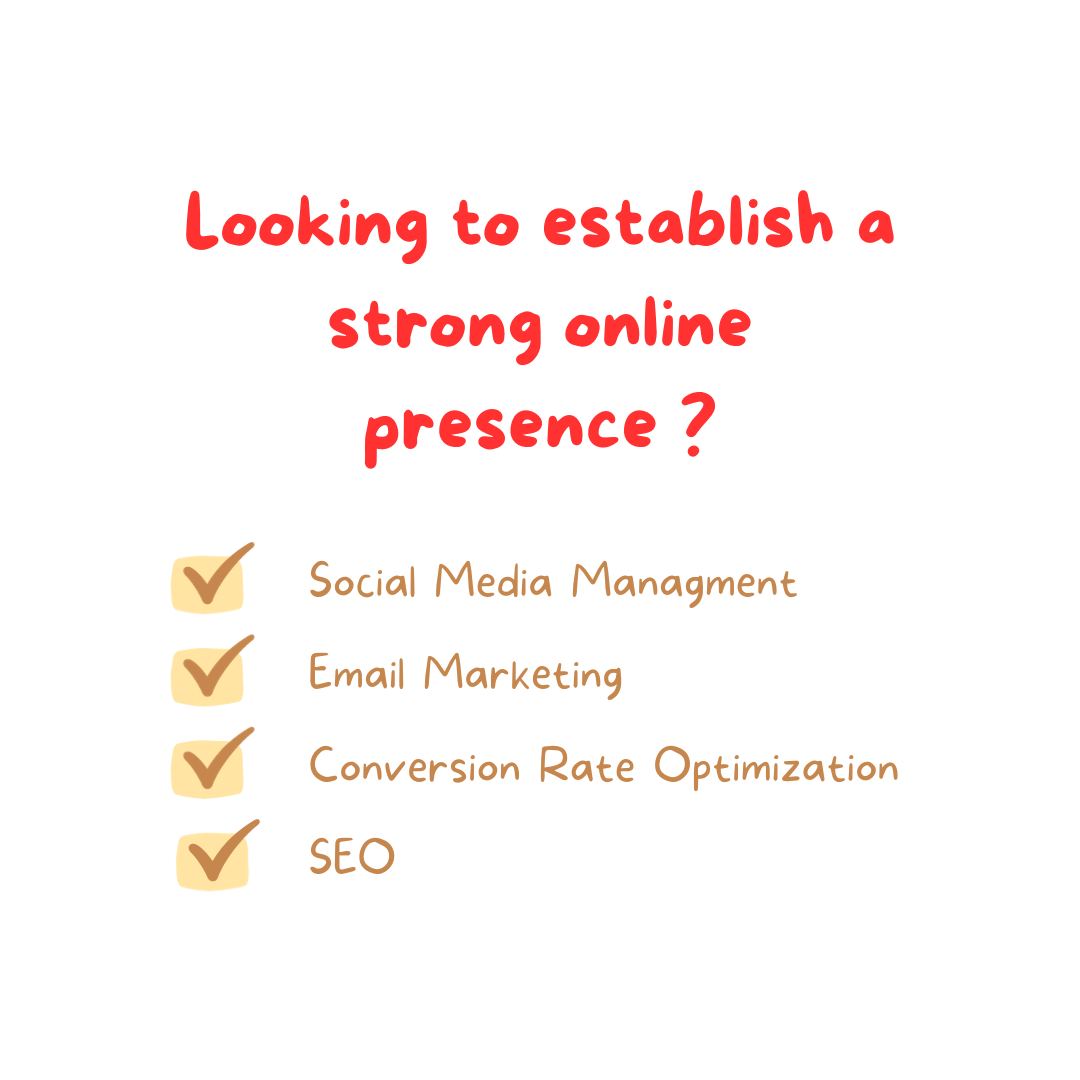 Looking to establish a
strong online
presence ?
Social Media Managment
Email Marketing
Conversion Rate Optimization
SEO